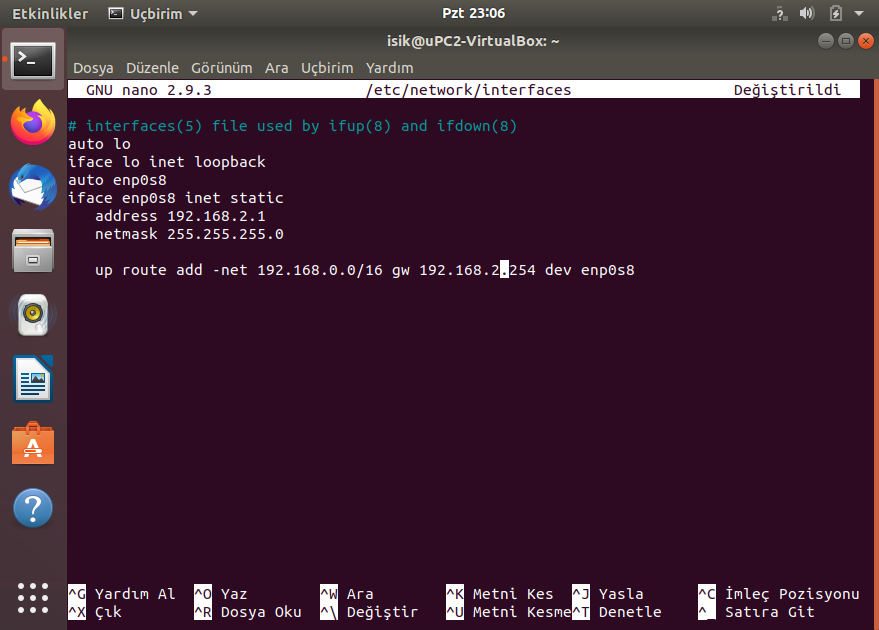 Etkinlikler Uçbirim Pzt 23:06
isik@uPC2-VirtualBox: ~
Dosya Düzenle Görünüm Ara Uçbirim Yardım
GNU nano 2.9.3 /etc/network/interfaces Değiştirildi
# interfaces(5) file used by ifup(8) and ifdown(8)
auto lo
iface lo inet loopback
auto enp0s8
iface enp0s8 inet static
address 192.168.2.1
netmask 255.255.255.0
up route add -net 192.168.0.0/16 gw 192.168.2.254 dev enp0s8
^G Yardım Al ^O Yaz ^W Ara ^K Metni Kes ^J Yasla ^C İmleç Pozisyonu
^X Çık ^R Dosya Oku ^\ Değiştir ^U Metni Kesme^T Denetle ^_ Satıra Git